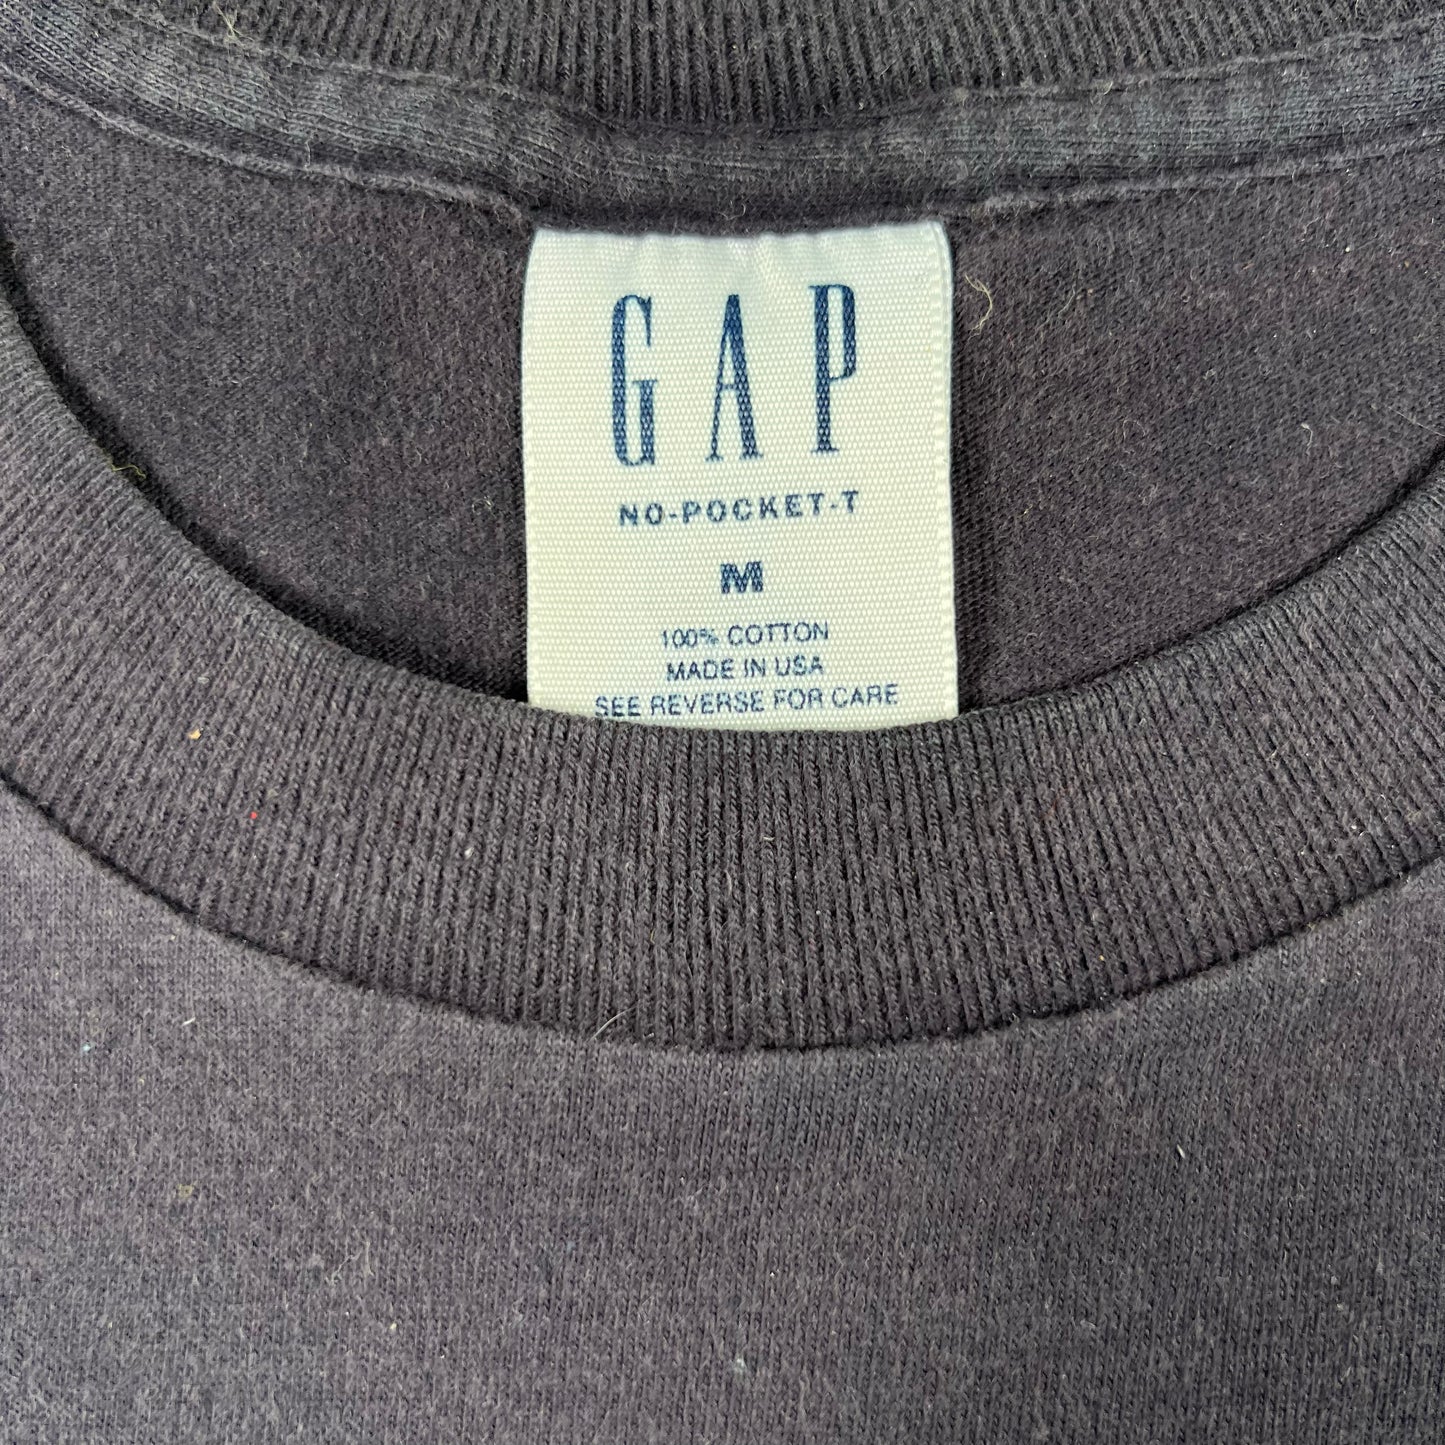 GAP
NO-POCKET-T
M
100% COTTON
MADE IN USA
SEE REVERSE FOR CARE